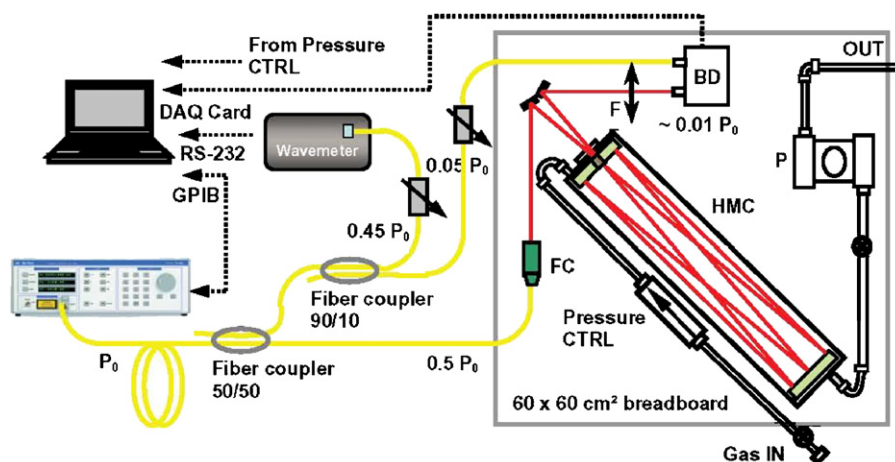 From Pressure
CTRL
DAQ Card
RS-232
GPIB
Wavemeter
0.45 P₀
0.05 P₀
BD
F
~ 0.01 P₀
OUT
P
HMC
FC
Pressure
CTRL
Fiber coupler
90/10
P₀
Fiber coupler
50/50
0.5 P₀
60 x 60 cm² breadboard
Gas IN